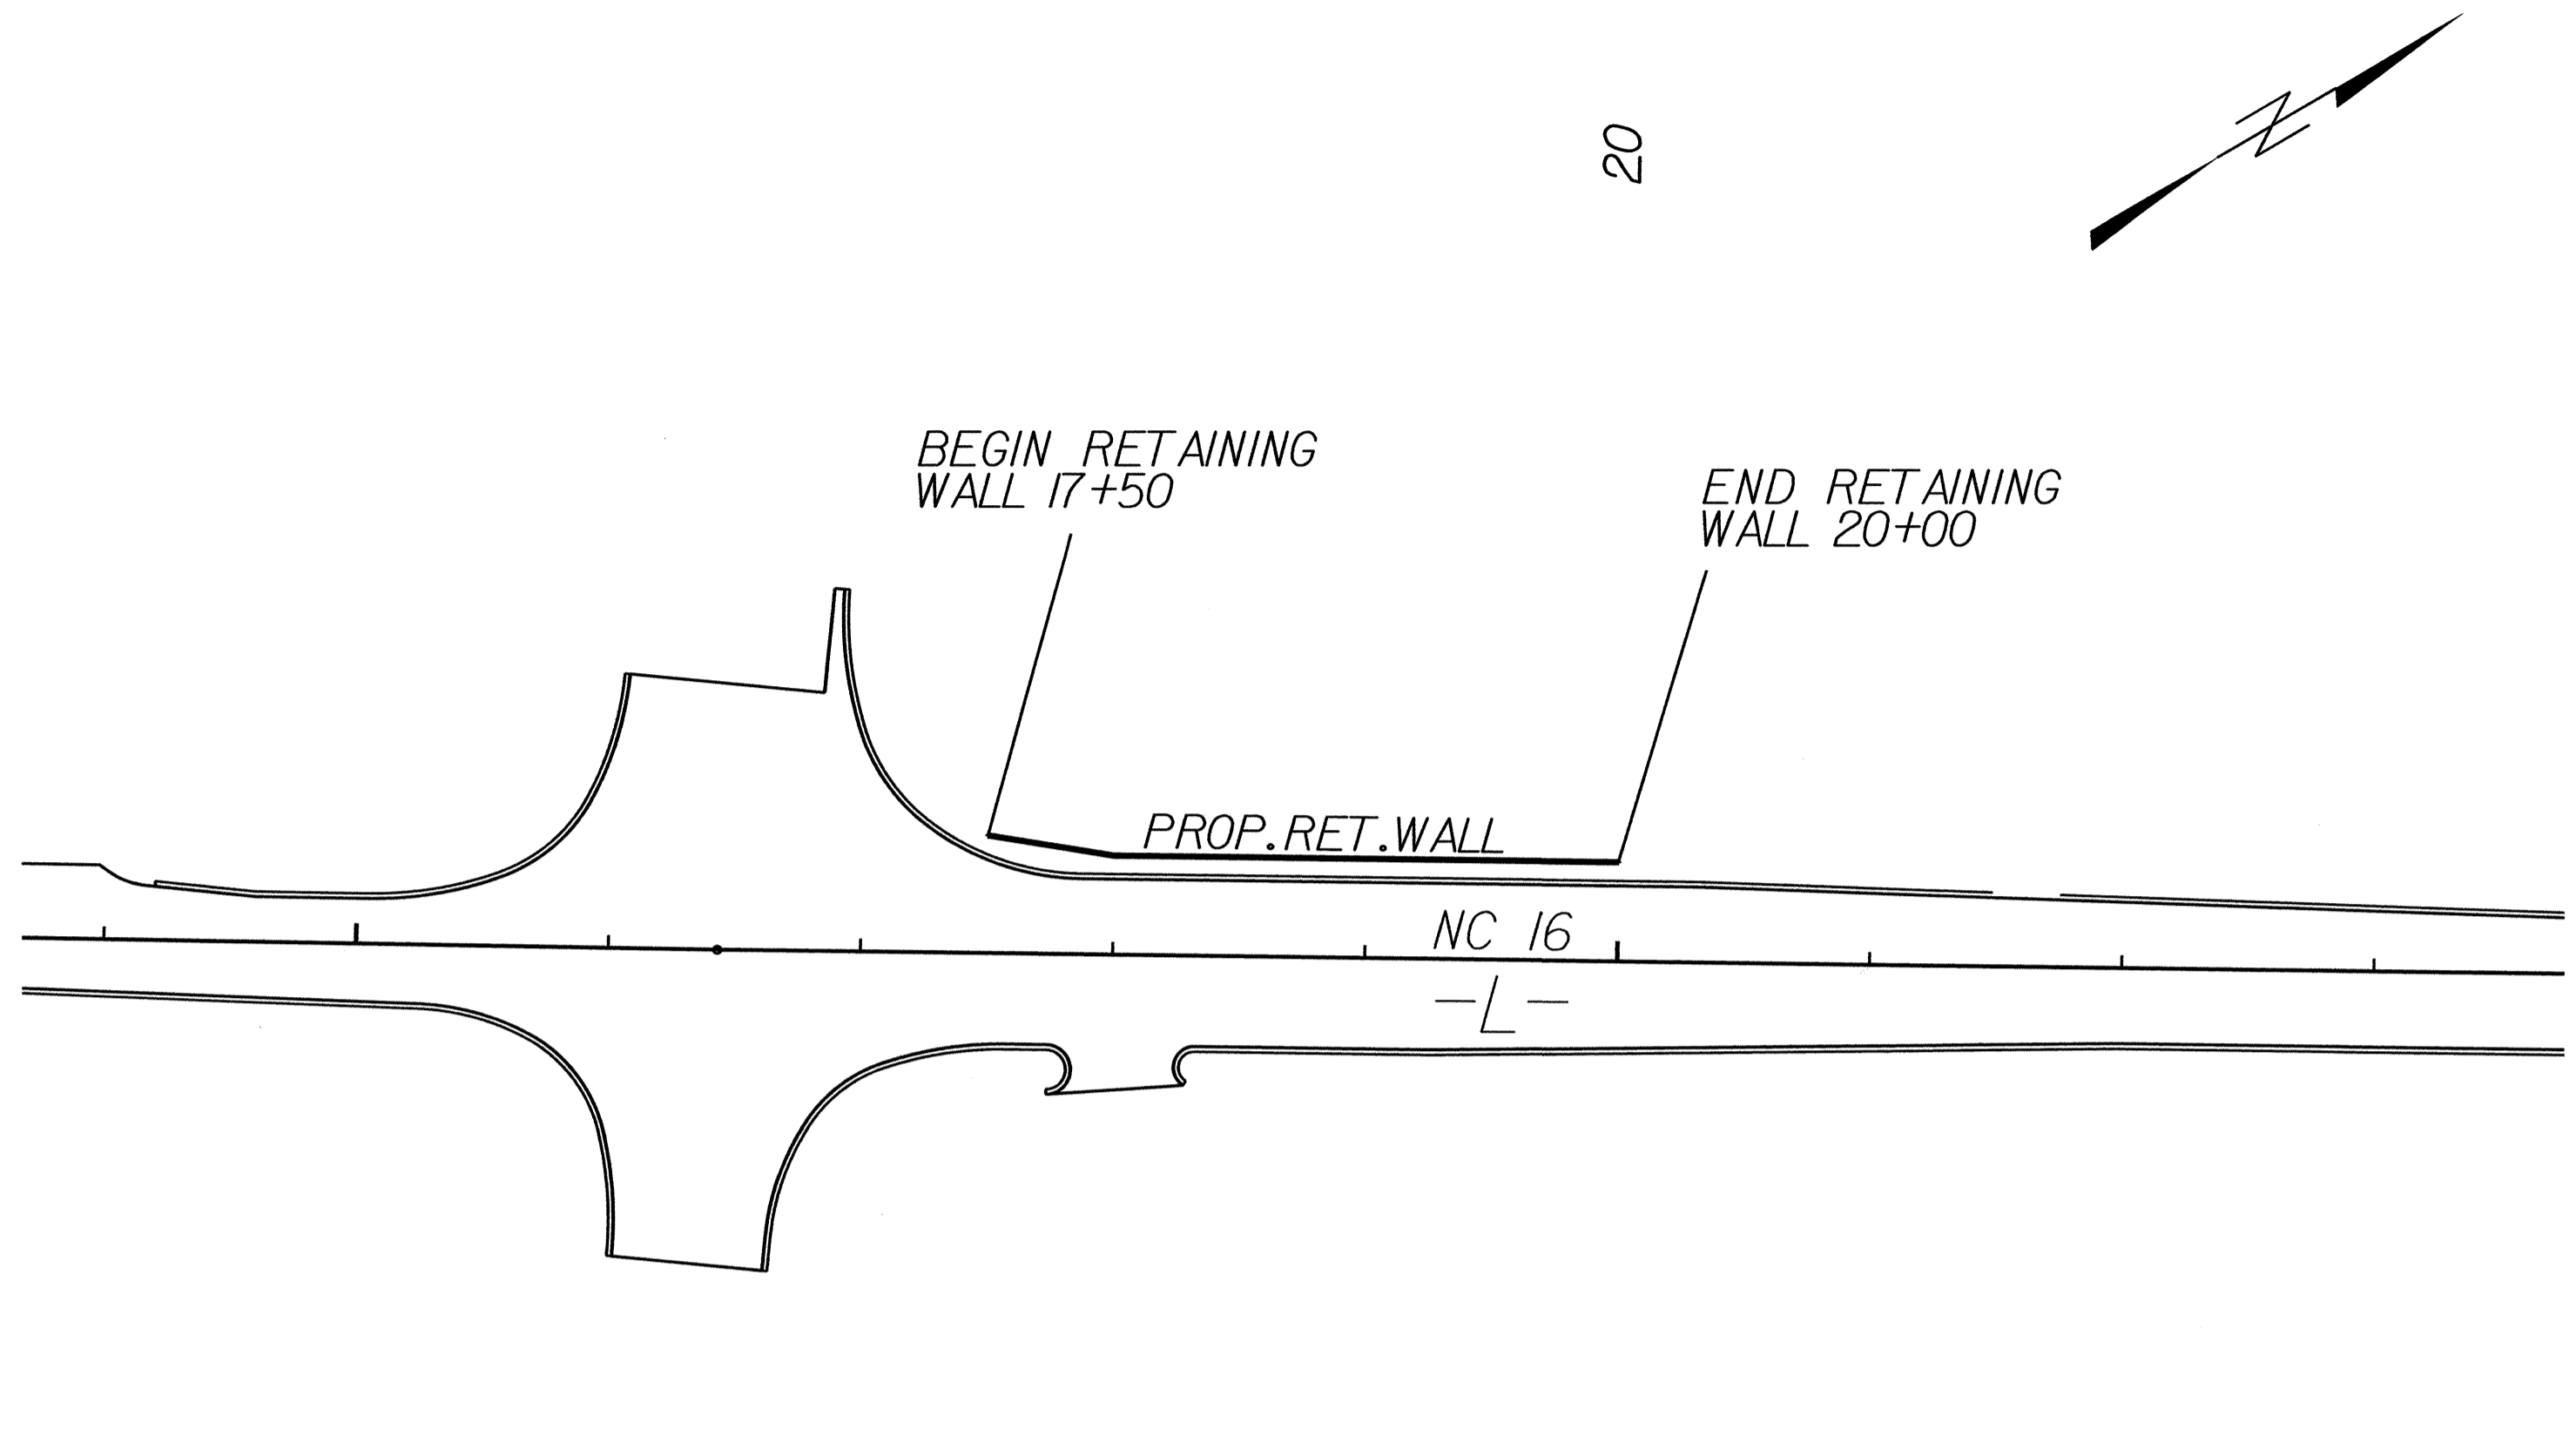 20
BEGIN RETAINING
WALL 17+50
END RETAINING
WALL 20+00
PROP. RET. WALL
NC 16
-L-
N